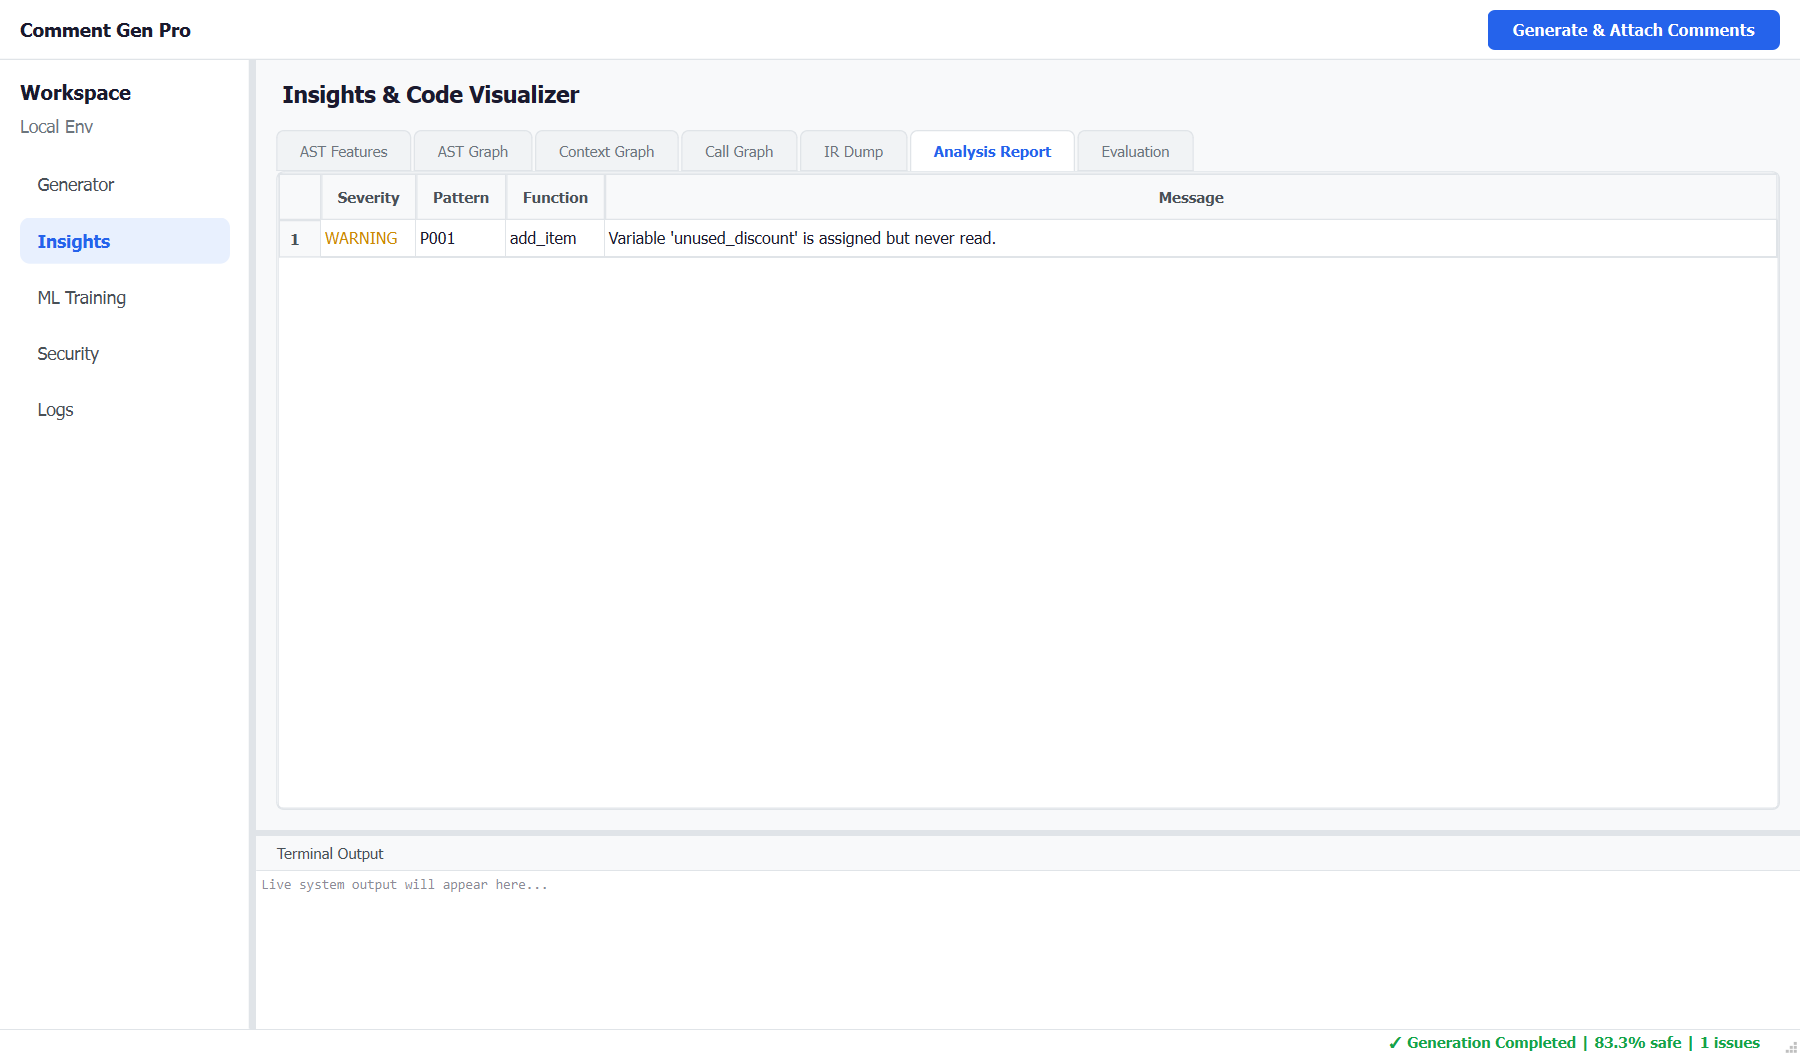 Comment Gen Pro
Generate & Attach Comments
Workspace
Local Env
Generator
Insights
ML Training
Security
Logs
Insights & Code Visualizer
AST Features AST Graph Context Graph Call Graph IR Dump Analysis Report Evaluation
Severity Pattern Function Message
1 WARNING P001 add_item Variable 'unused_discount' is assigned but never read.
Terminal Output
Live system output will appear here...
✓ Generation Completed | 83.3% safe | 1 issues